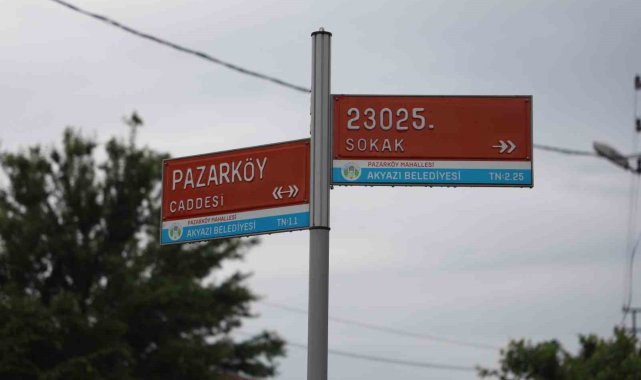 PAZARKÖY
CADDESİ
PAZARKÖY MAHALLESİ
AKYAZI BELEDİYESİ TN:1.1
23025.
SOKAK
PAZARKÖY MAHALLESİ
AKYAZI BELEDİYESİ TN:2.25